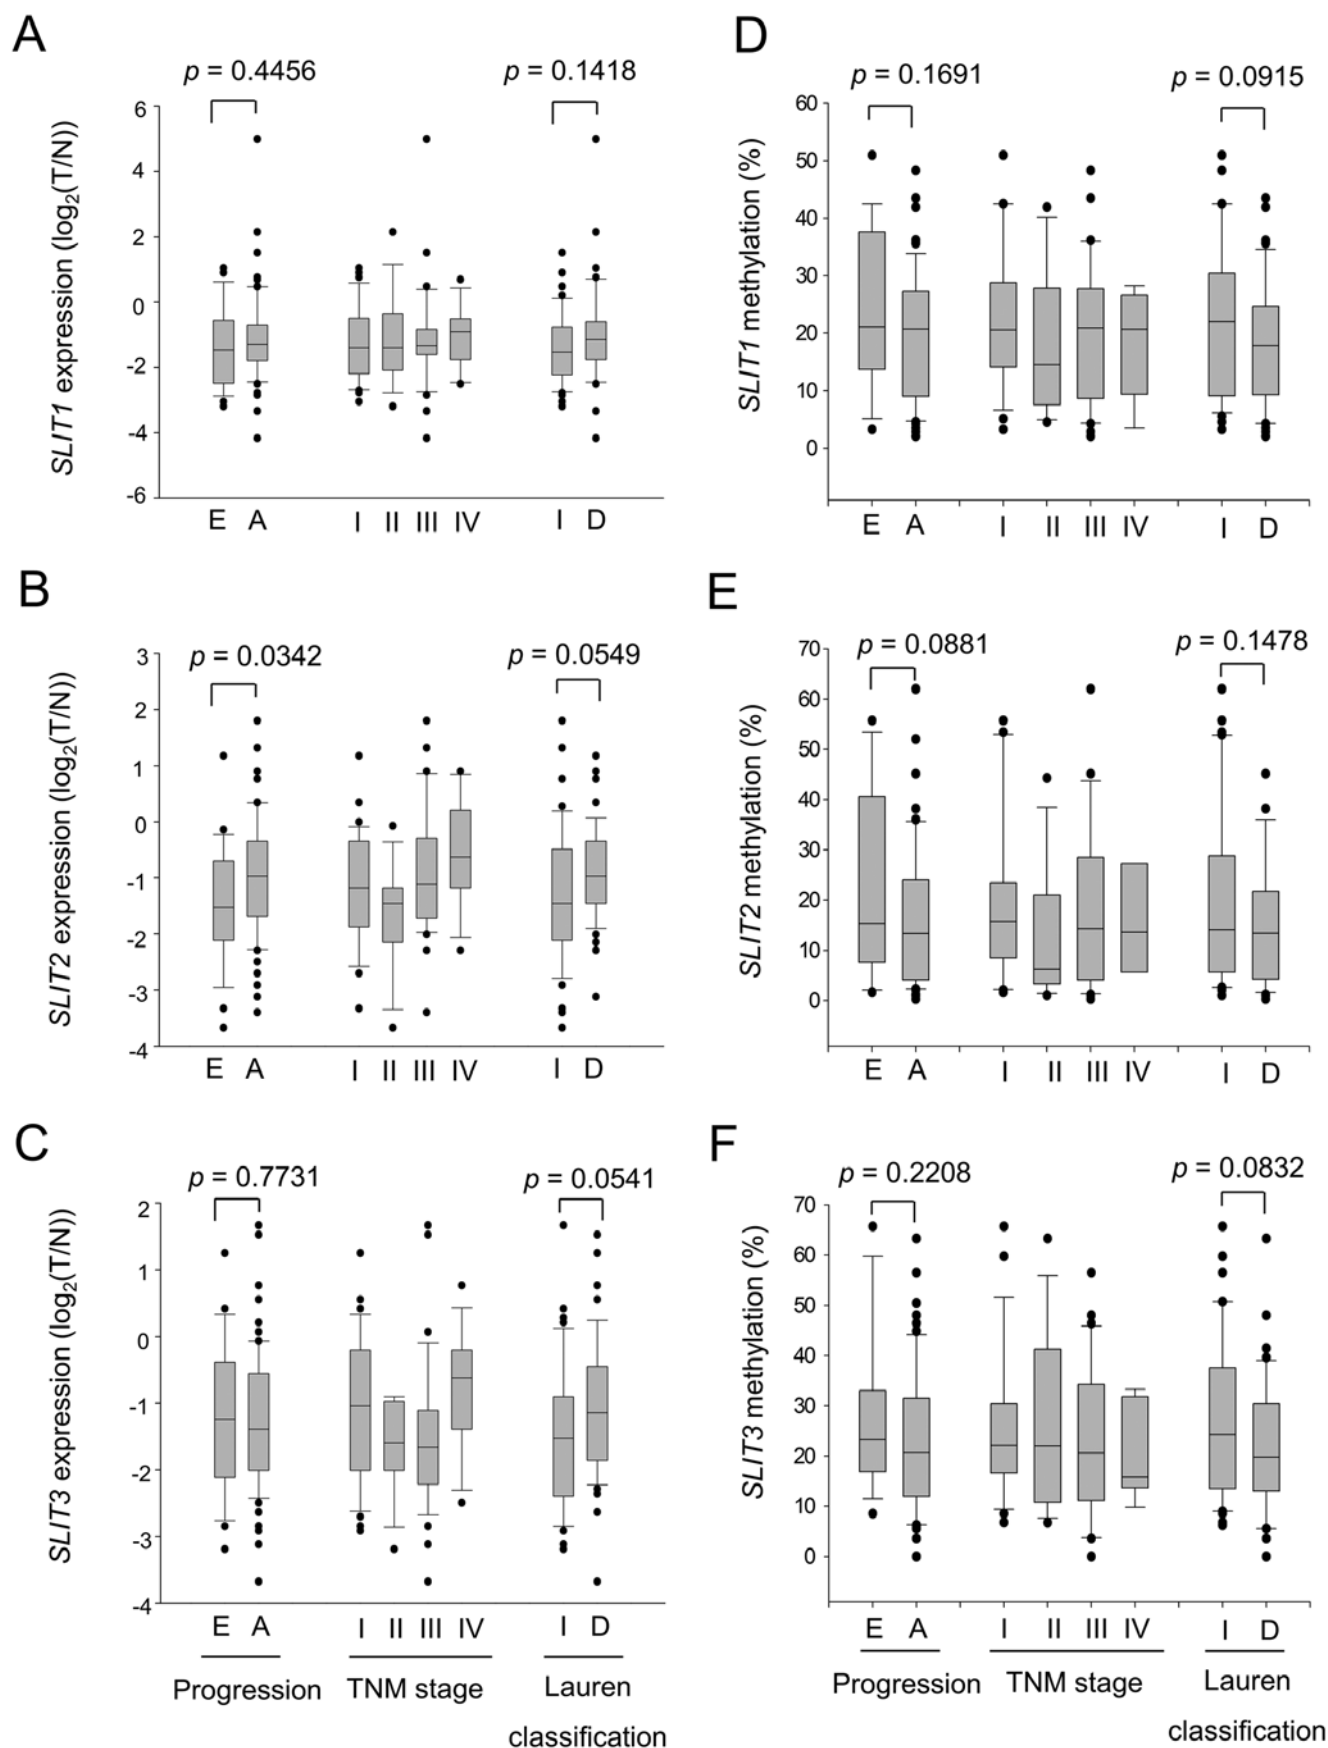 A
p = 0.4456
p = 0.1418
SLIT1 expression (log2(T/N))
6
4
2
0
-2
-4
-6
E A I II III IV I D
D
p = 0.1691
p = 0.0915
SLIT1 methylation (%)
60
50
40
30
20
10
0
E A I II III IV I D
B
p = 0.0342
p = 0.0549
SLIT2 expression (log2(T/N))
3
2
1
0
-1
-2
-3
-4
E A I II III IV I D
E
p = 0.0881
p = 0.1478
SLIT2 methylation (%)
70
60
50
40
30
20
10
0
E A I II III IV I D
C
p = 0.7731
p = 0.0541
SLIT3 expression (log2(T/N))
2
1
0
-1
-2
-3
-4
E A I II III IV I D
Progression TNM stage Lauren
classification
F
p = 0.2208
p = 0.0832
SLIT3 methylation (%)
70
60
50
40
30
20
10
0
E A I II III IV I D
Progression TNM stage Lauren
classification